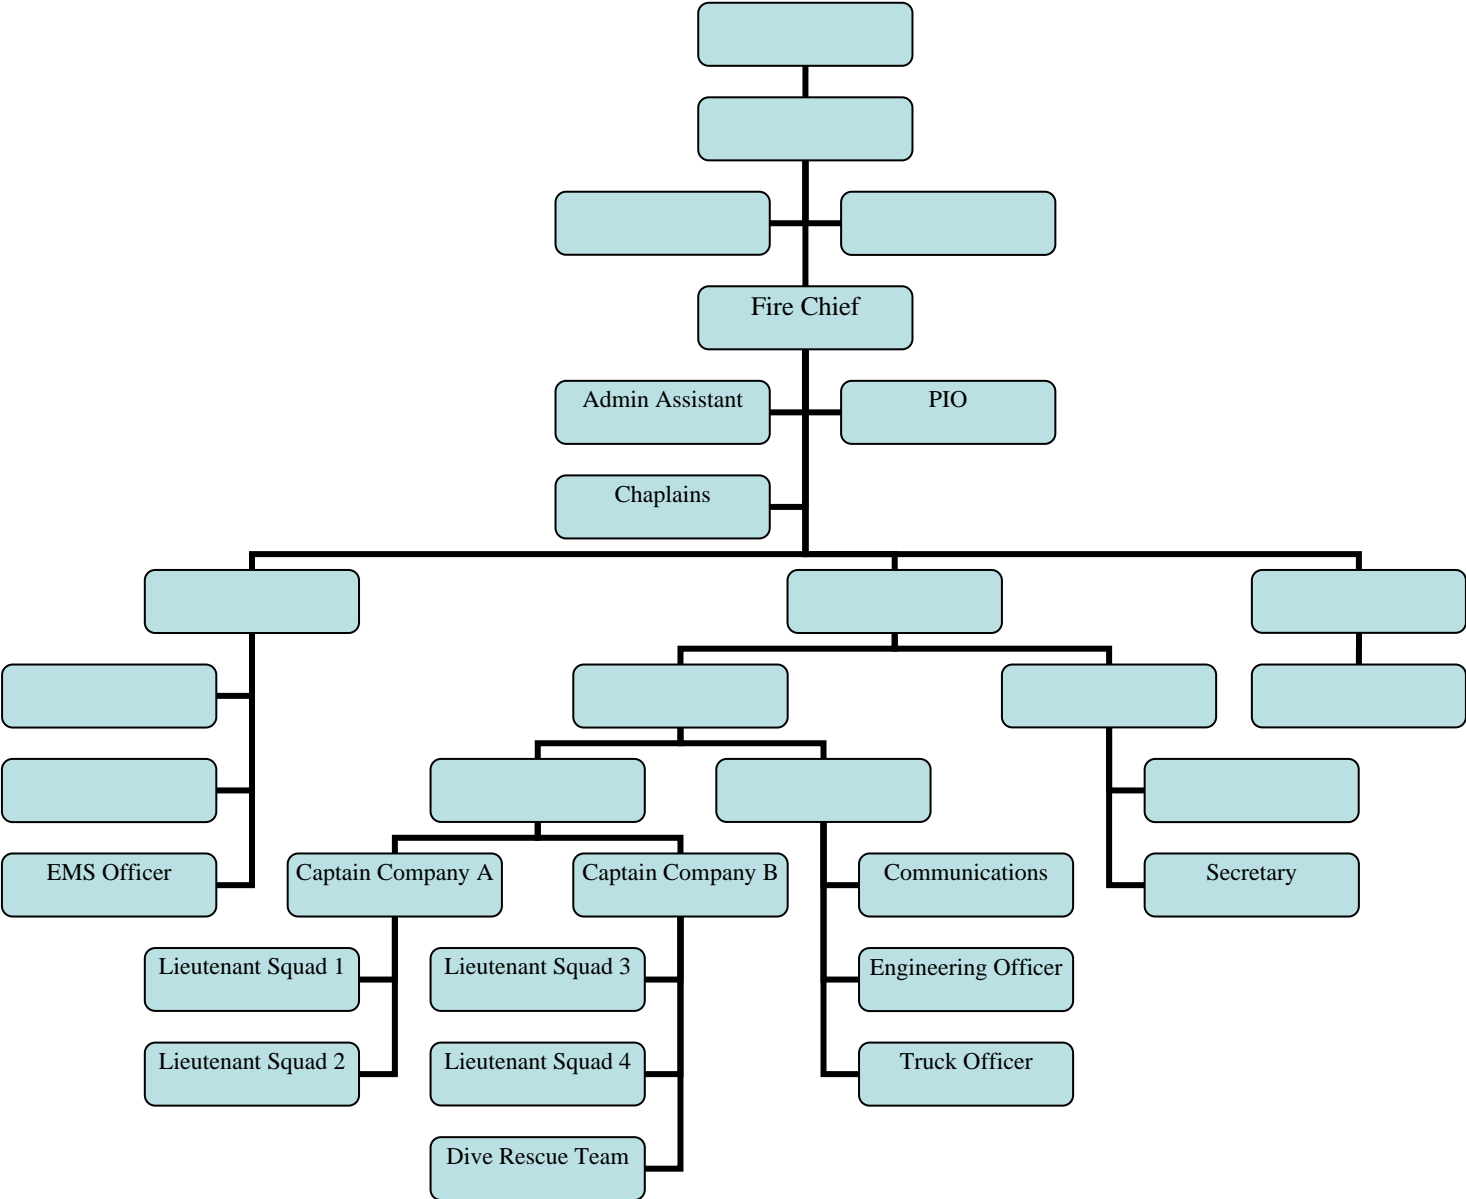 Fire Chief
Admin Assistant
PIO
Chaplains
EMS Officer
Captain Company A
Captain Company B
Communications
Secretary
Lieutenant Squad 1
Lieutenant Squad 3
Engineering Officer
Lieutenant Squad 2
Lieutenant Squad 4
Truck Officer
Dive Rescue Team